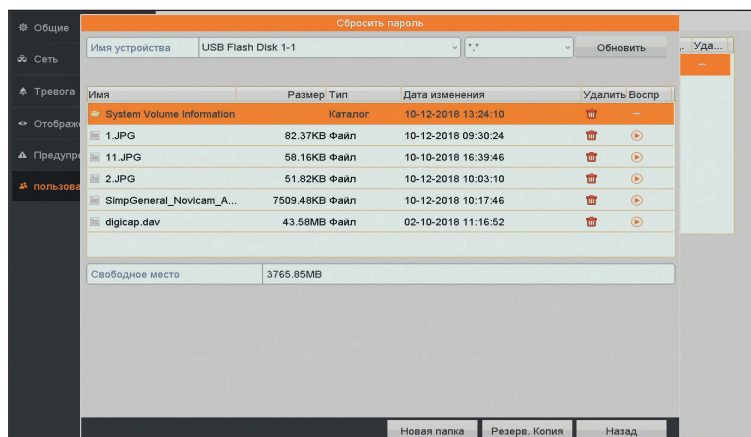 Сбросить пароль
Общие
Сеть
Тревога
Отображ
Предупре
пользова
Имя устройства USB Flash Disk 1-1 *.* Обновить
. Уда...
Имя Размер Тип Дата изменения Удалить Воспр
System Volume Information Каталог 10-12-2018 13:24:10 —
1.JPG 82.37KB Файл 10-12-2018 09:30:24
11.JPG 58.16KB Файл 10-10-2018 16:39:46
2.JPG 51.82KB Файл 10-12-2018 10:03:10
SimpGeneral_Novicam_A... 7509.48KB Файл 10-12-2018 10:17:46
digicap.dav 43.58MB Файл 02-10-2018 11:16:52
Свободное место 3765.85MB
Новая папка Резерв. Копия Назад